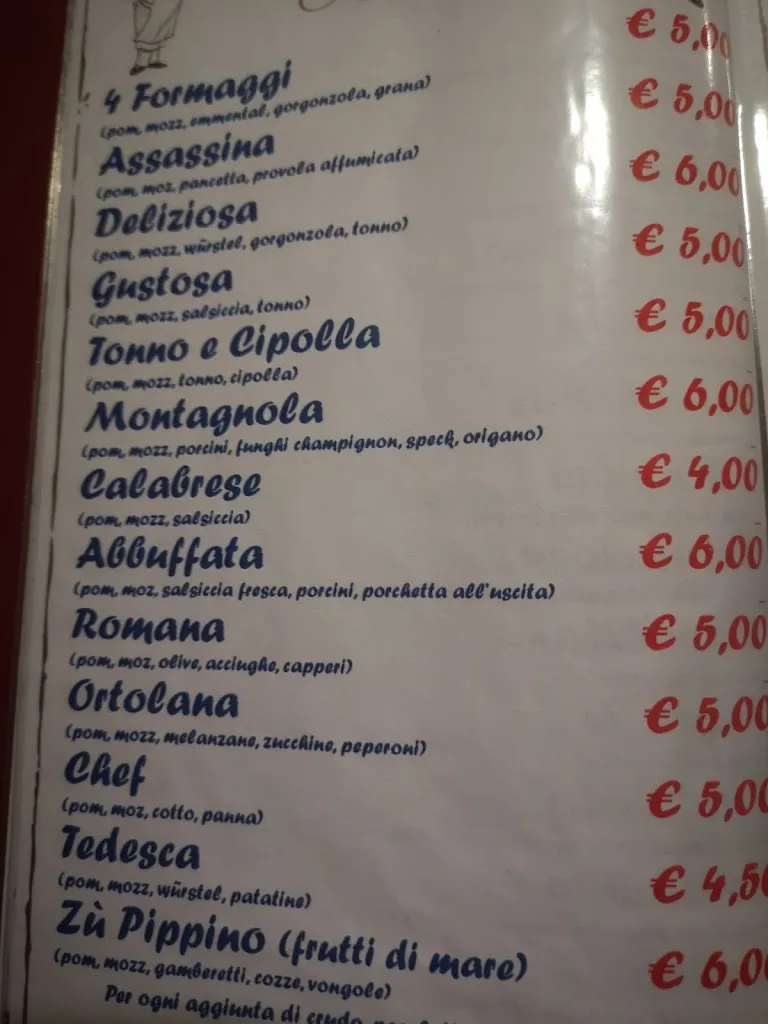 4 Formaggi € 5,00
(pom, mozz, emmental, gorgonzola, grana)
Assassina € 5,00
(pom, moz, pancetta, provola affumicata)
Deliziosa € 6,00
(pom, mozz, würstel, gorgonzola, tonno)
Gustosa € 5,00
(pom, mozz, salsiccia, tonno)
Tonno e Cipolla € 5,00
(pom, mozz, tonno, cipolla)
Montagnola € 6,00
(pom, mozz, porcini, funghi champignon, speck, origano)
Calabrese € 4,00
(pom, mozz, salsiccia)
Abbuffata € 6,00
(pom, moz, salsiccia fresca, porcini, porchetta all'uscita)
Romana € 5,00
(pom, moz, olive, acciughe, capperi)
Ortolana € 5,00
(pom, mozz, melanzane, zucchine, peperoni)
Chef € 5,00
(pom, moz, cotto, panna)
Tedesca € 4,50
(pom, mozz, würstel, patatine)
Zù Pippino (frutti di mare) € 6,00
(pom, mozz, gamberetti, cozze, vongole)
Per ogni aggiunta di crudo,